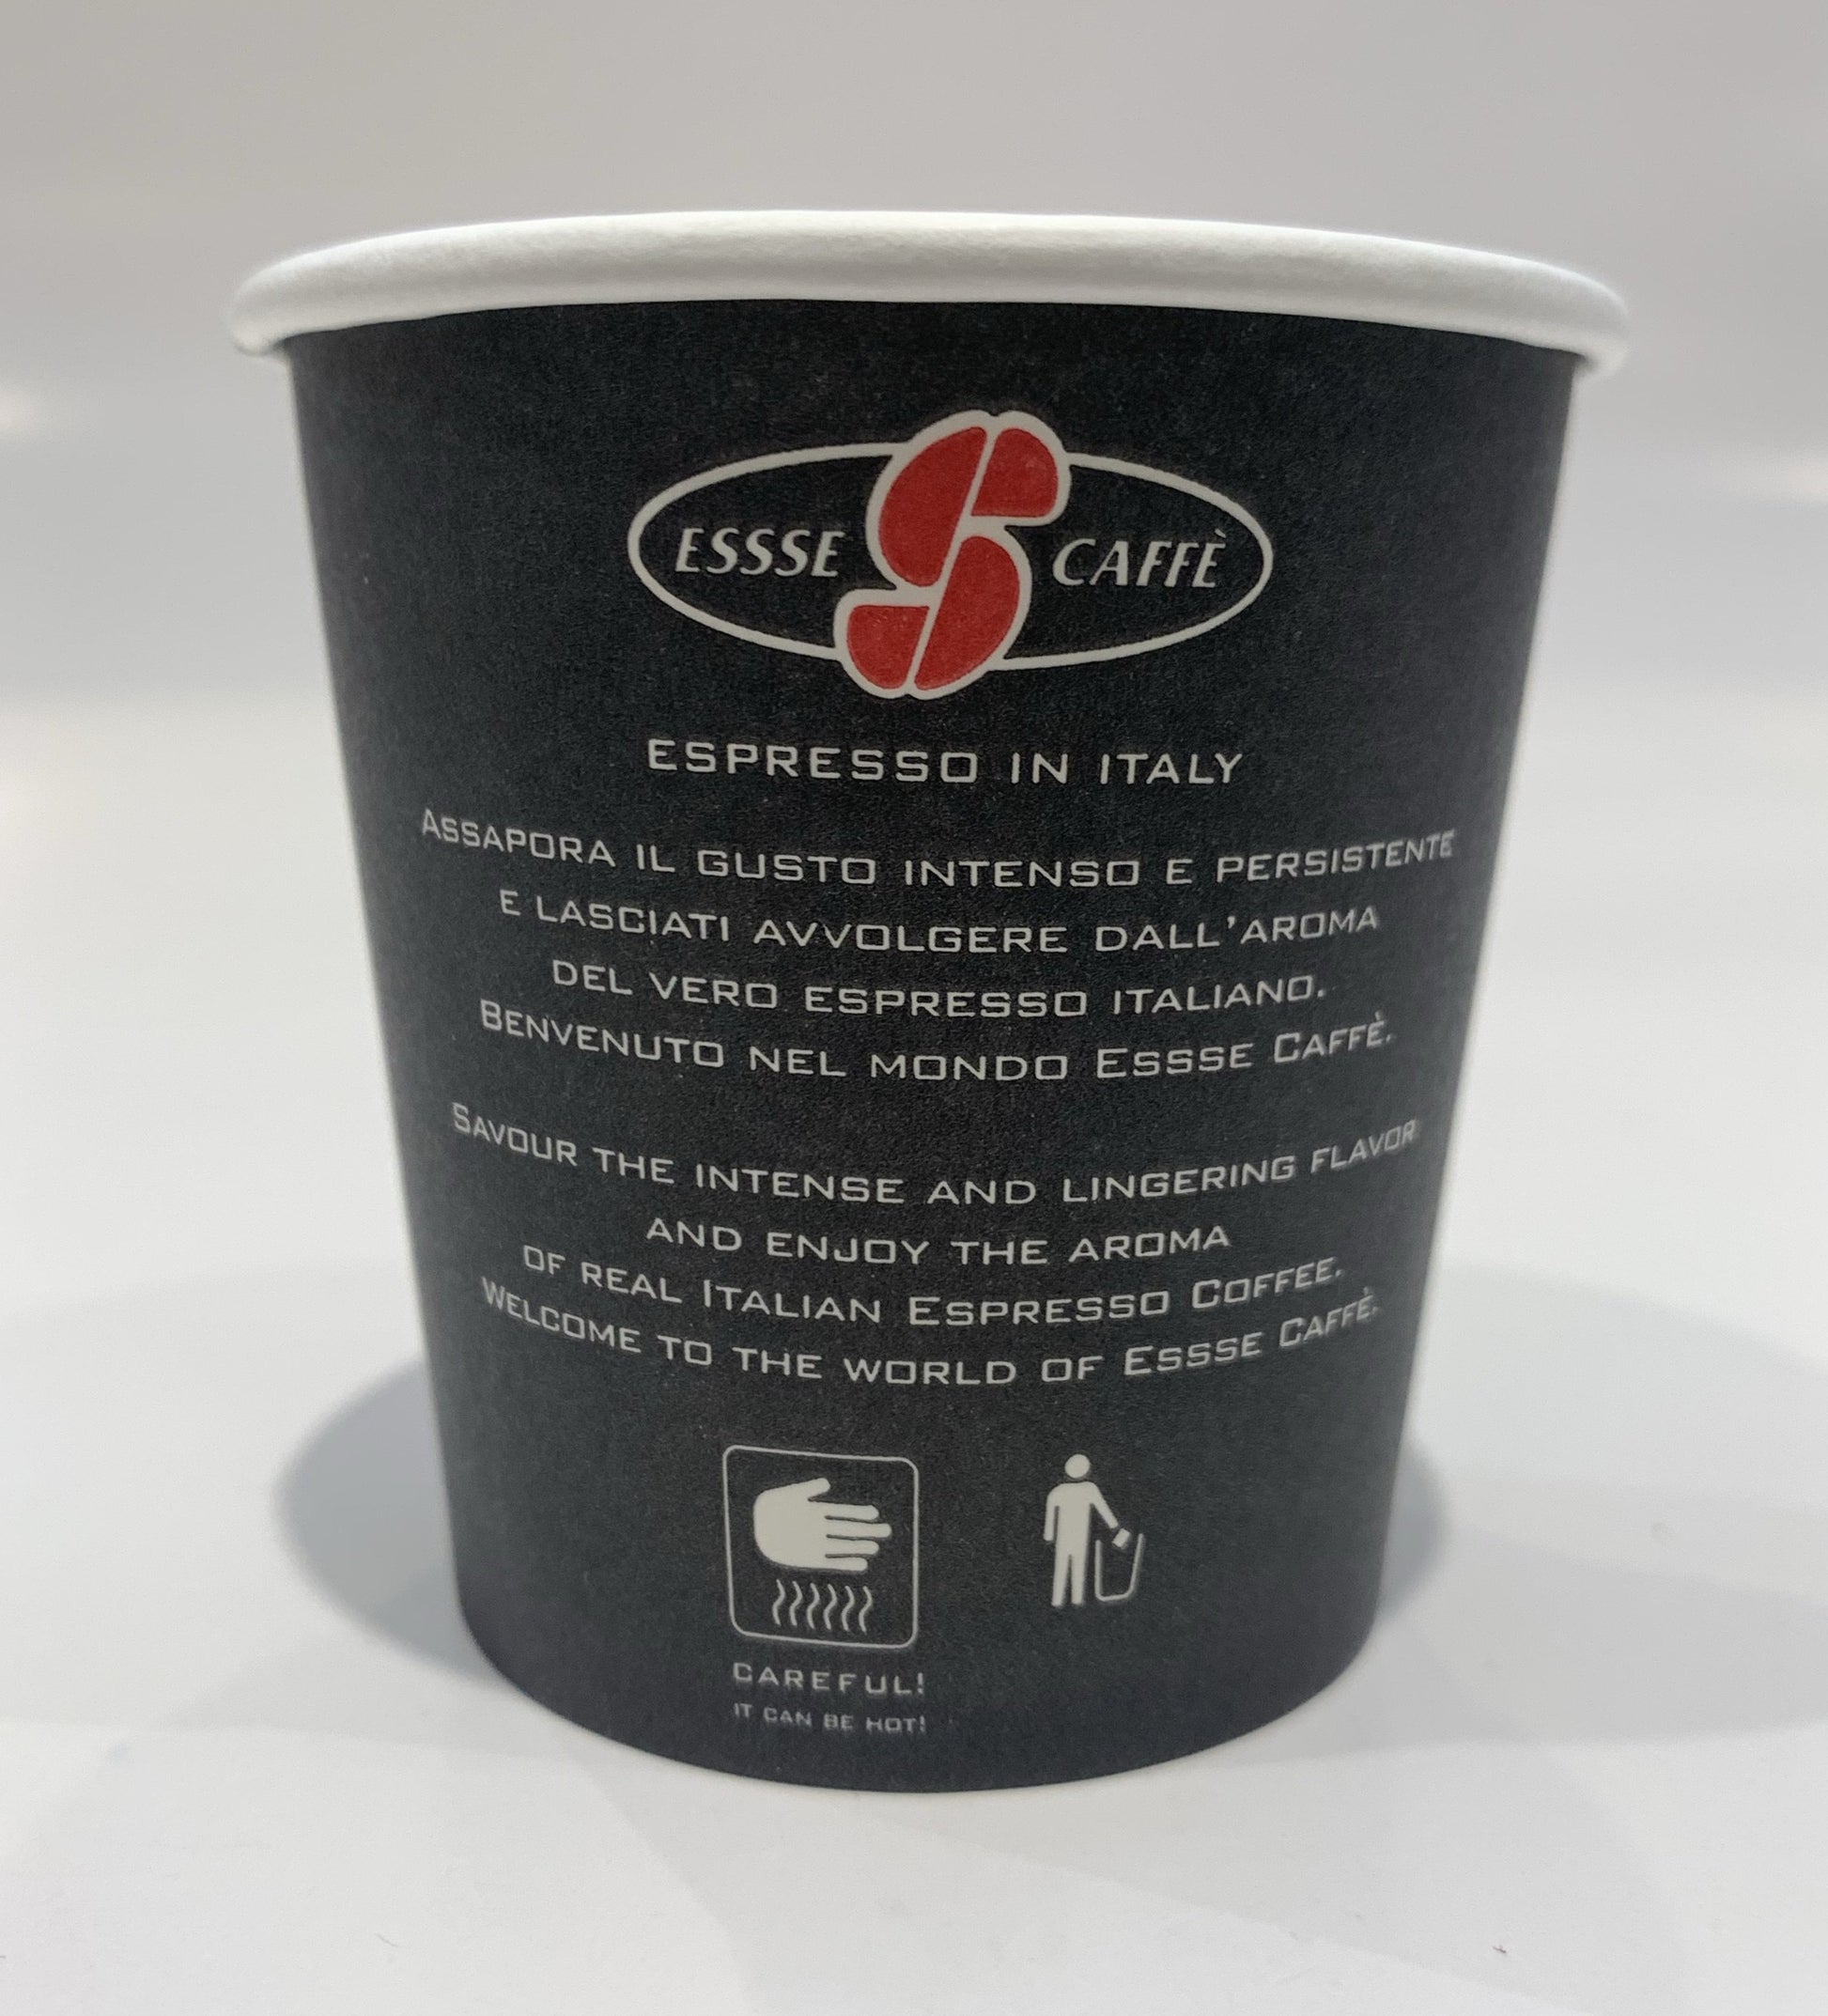 ESSSE CAFFÈ
ESPRESSO IN ITALY
ASSAPORA IL GUSTO INTENSO E PERSISTENTE
E LASCIATI AVVOLGERE DALL'AROMA
DEL VERO ESPRESSO ITALIANO.
BENVENUTO NEL MONDO ESSSE CAFFÈ.
SAVOUR THE INTENSE AND LINGERING FLAVOR
AND ENJOY THE AROMA
OF REAL ITALIAN ESPRESSO COFFEE.
WELCOME TO THE WORLD OF ESSSE CAFFÈ.
CAREFUL!
IT CAN BE HOT!